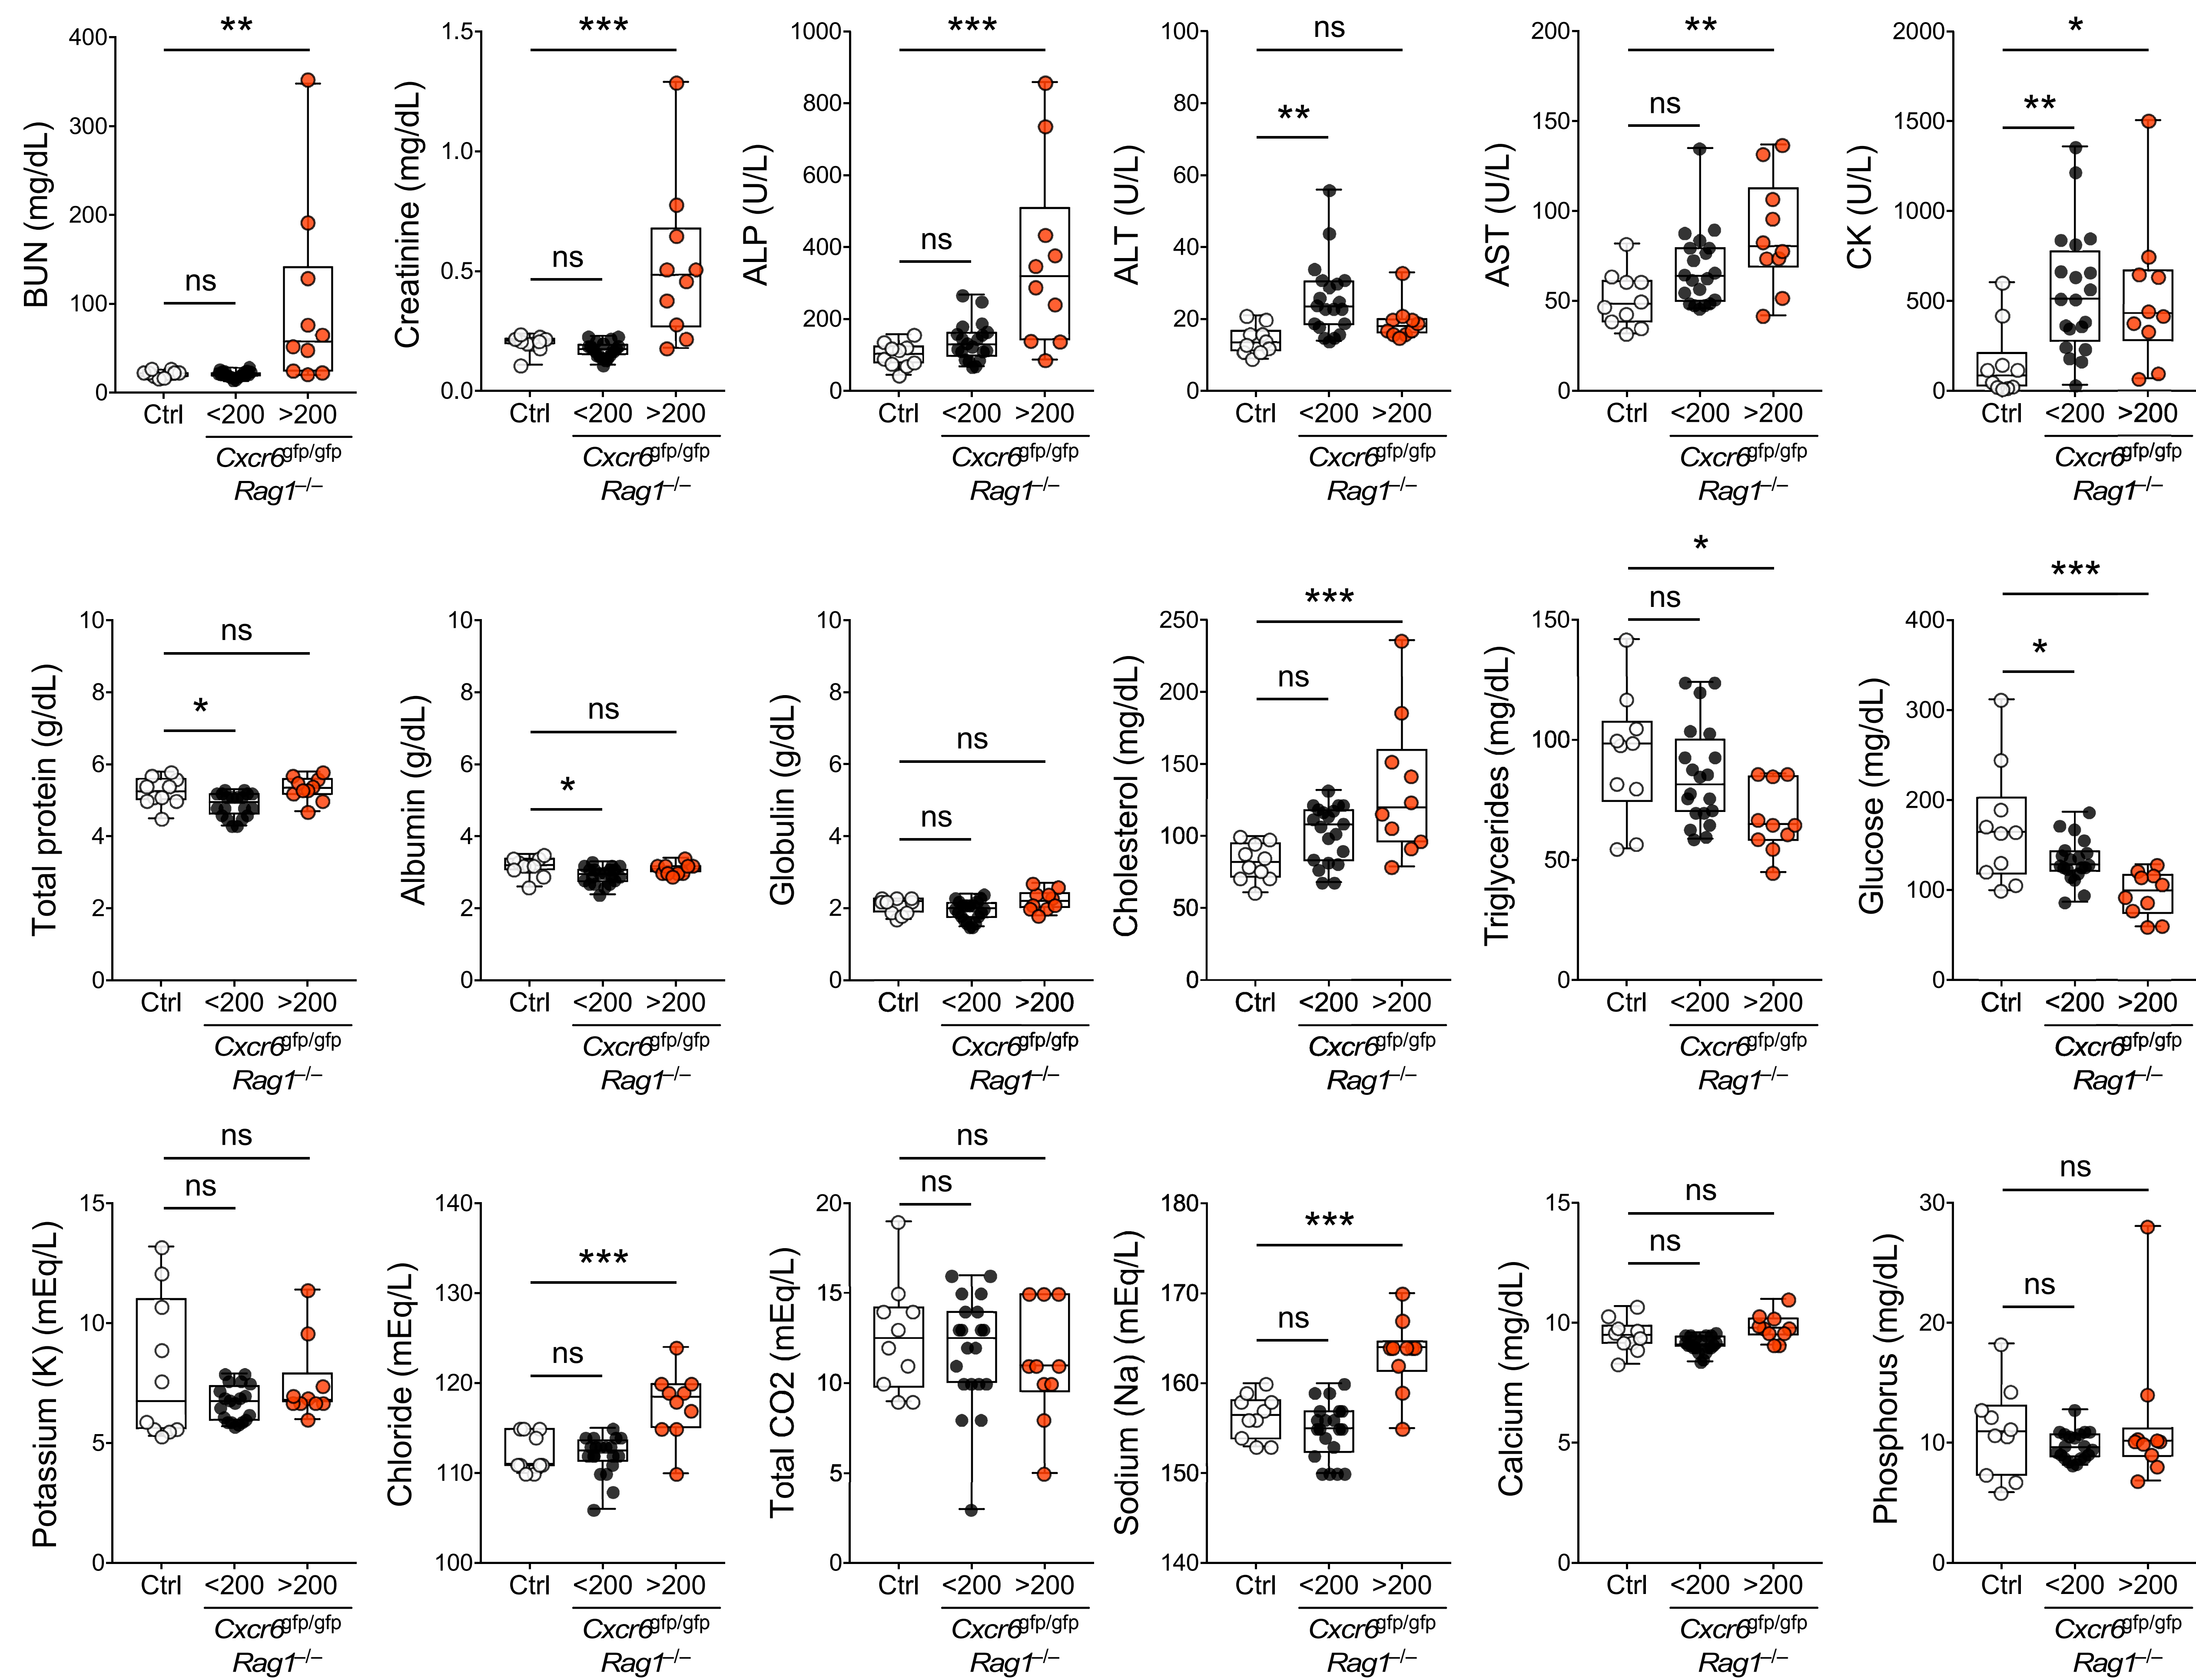 ** *** *** ns ** *
400 1.5 1000 100 200 2000
ns ns ns ** ns **
300 1.0 800 80 150 1500
200 0.5 600 60 100 1000
100 0.0 400 40 50 500
0 200 20 0 0
0 0
BUN (mg/dL)
Creatinine (mg/dL)
ALP (U/L)
ALT (U/L)
AST (U/L)
CK (U/L)
Ctrl <200 >200 Ctrl <200 >200 Ctrl <200 >200 Ctrl <200 >200 Ctrl <200 >200 Ctrl <200 >200
Cxcr6gfp/gfp Cxcr6gfp/gfp Cxcr6gfp/gfp Cxcr6gfp/gfp Cxcr6gfp/gfp Cxcr6gfp/gfp
Rag1–/– Rag1–/– Rag1–/– Rag1–/– Rag1–/– Rag1–/–
ns ns ns *** * ***
* * ns ns ns *
10 10 10 250 150 400
8 8 8 200 100 300
6 6 6 150 50 200
4 4 4 100 0 100
2 2 2 50 0
0 0 0 0
Total protein (g/dL)
Albumin (g/dL)
Globulin (g/dL)
Cholesterol (mg/dL)
Triglycerides (mg/dL)
Glucose (mg/dL)
Ctrl <200 >200 Ctrl <200 >200 Ctrl <200 >200 Ctrl <200 >200 Ctrl <200 >200 Ctrl <200 >200
Cxcr6gfp/gfp Cxcr6gfp/gfp Cxcr6gfp/gfp Cxcr6gfp/gfp Cxcr6gfp/gfp Cxcr6gfp/gfp
Rag1–/– Rag1–/– Rag1–/– Rag1–/– Rag1–/– Rag1–/–
ns *** ns *** ns ns
ns ns ns ns ns ns
15 140 20 180 15 30
10 130 15 170 10 20
5 120 10 160 5 10
0 110 5 150 0 0
100 0 140
Potassium (K) (mEq/L)
Chloride (mEq/L)
Total CO2 (mEq/L)
Sodium (Na) (mEq/L)
Calcium (mg/dL)
Phosphorus (mg/dL)
Ctrl <200 >200 Ctrl <200 >200 Ctrl <200 >200 Ctrl <200 >200 Ctrl <200 >200 Ctrl <200 >200
Cxcr6gfp/gfp Cxcr6gfp/gfp Cxcr6gfp/gfp Cxcr6gfp/gfp Cxcr6gfp/gfp Cxcr6gfp/gfp
Rag1–/– Rag1–/– Rag1–/– Rag1–/– Rag1–/– Rag1–/–